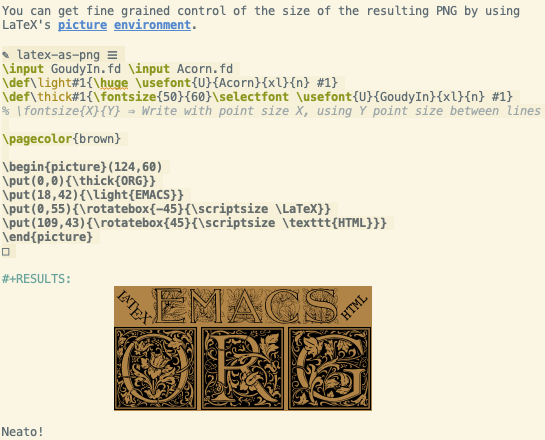 You can get fine grained control of the size of the resulting PNG by using
LaTeX's picture environment.
✎ latex-as-png ☰
\input GoudyIn.fd \input Acorn.fd
\def\light#1{\huge \usefont{U}{Acorn}{xl}{n} #1}
\def\thick#1{\fontsize{50}{60}\selectfont \usefont{U}{GoudyIn}{xl}{n} #1}
% \fontsize{X}{Y} ⇒ Write with point size X, using Y point size between lines
\pagecolor{brown}
\begin{picture}(124,60)
\put(0,0){\thick{ORG}}
\put(18,42){\light{EMACS}}
\put(0,55){\rotatebox{-45}{\scriptsize \LaTeX}}
\put(109,43){\rotatebox{45}{\scriptsize \texttt{HTML}}}
\end{picture}
□
#+RESULTS:
LATEX EMACS HTML
ORG
Neato!